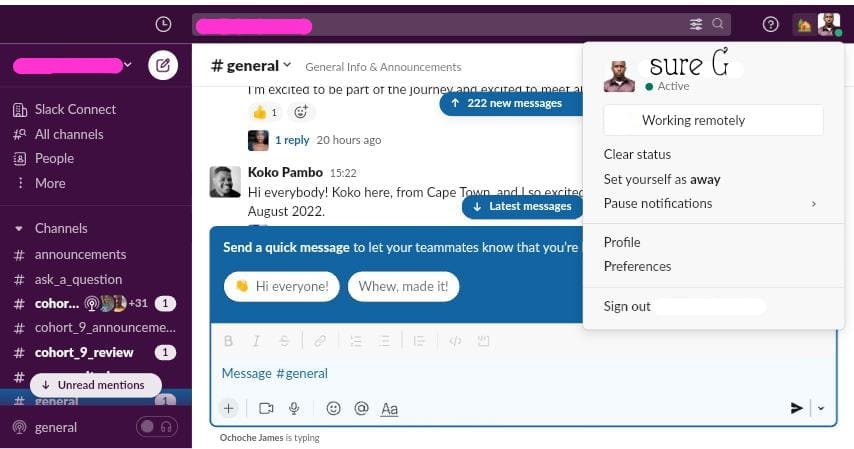 # general
General Info & Announcements
sure G
Active
Working remotely
Clear status
Set yourself as away
Pause notifications
Profile
Preferences
Sign out
Slack Connect
All channels
People
More
Channels
# announcements
# ask_a_question
# cohor... +31 1
# cohort_9_announceme...
# cohort_9_review 1
#
Unread mentions
# general 1
general
I'm excited to be part of the journey and excited to meet al
222 new messages
👍 1
1 reply 20 hours ago
Koko Pambo 15:22
Hi everybody! Koko here, from Cape Town, and I so excited
August 2022.
Latest messages
Send a quick message to let your teammates know that you're
👋 Hi everyone!
Whew, made it!
B I S
Message #general
+ @ Aa
Ochoche James is typing